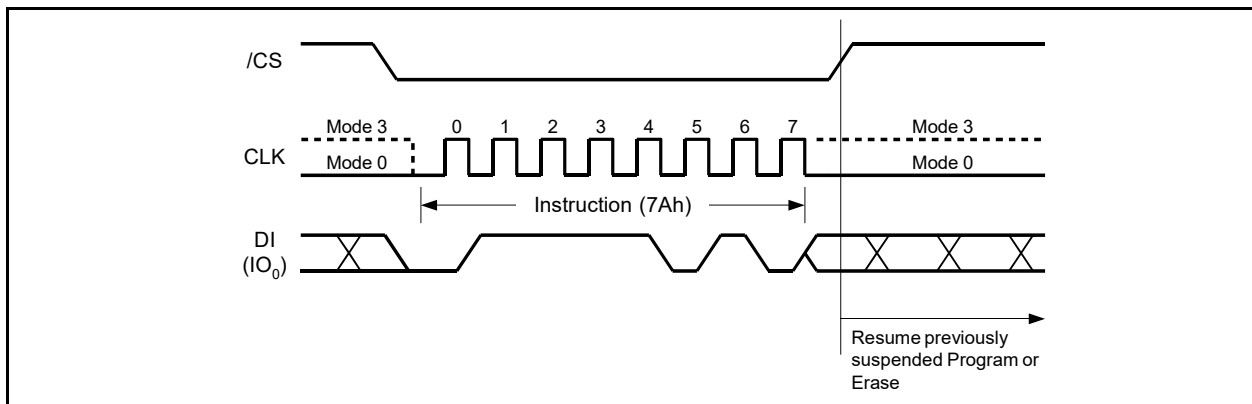 /CS
Mode 3
0 1 2 3 4 5 6 7
Mode 3
CLK
Mode 0
Mode 0
Instruction (7Ah)
DI
(IO₀)
Resume previously
suspended Program or
Erase